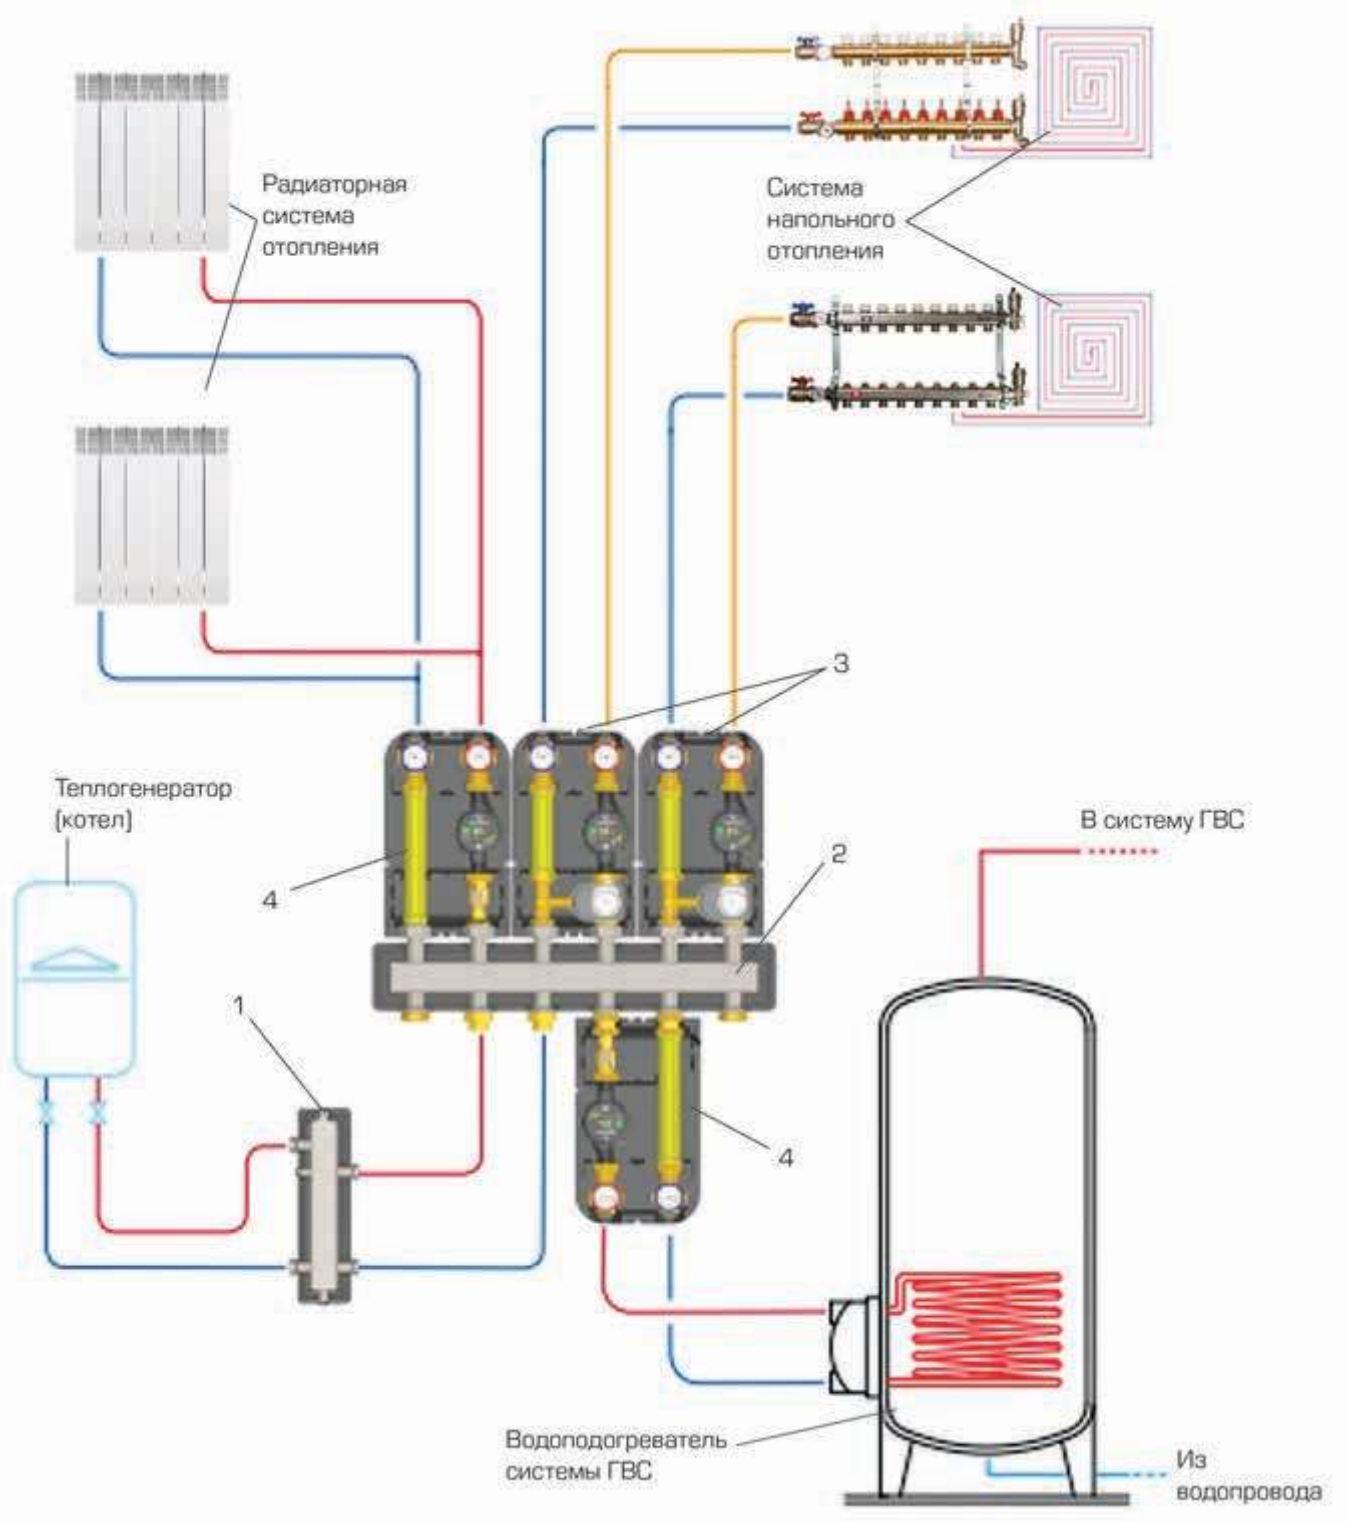 Радиаторная
система
отопления
Система
напольного
отопления
3
Теплогенератор
(котел)
В систему ГВС
2
4
1
4
Водоподогреватель
системы ГВС
Из
водопровода